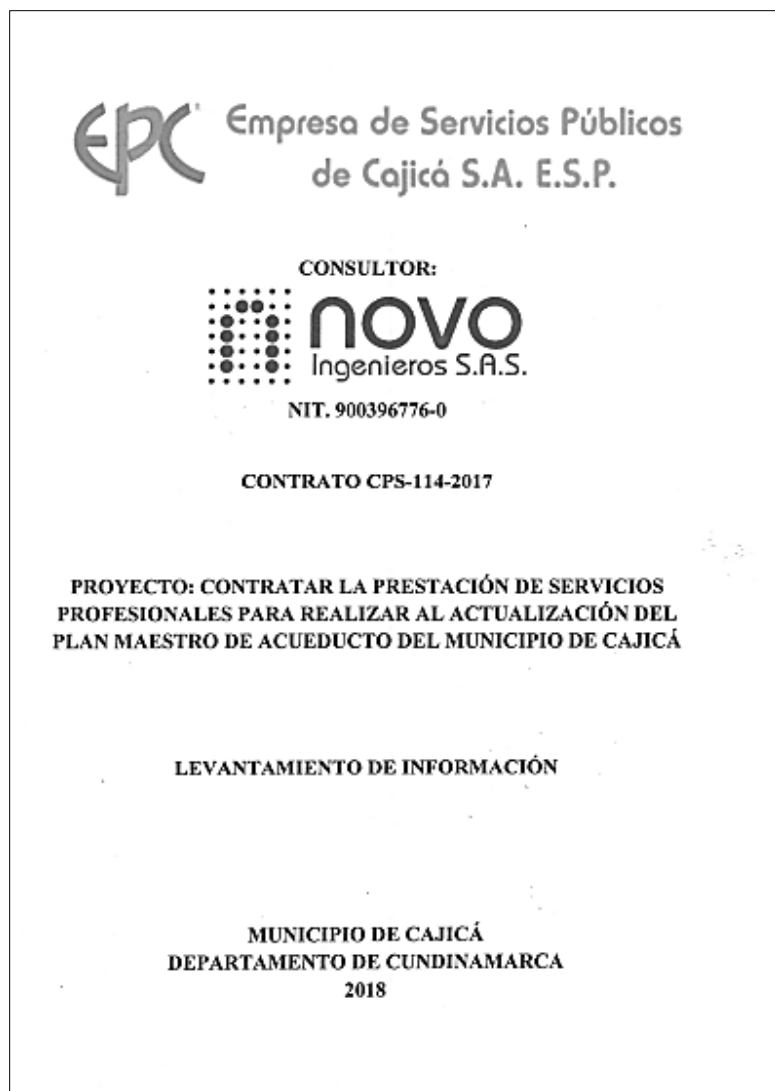 EPC Empresa de Servicios Públicos
de Cajicá S.A. E.S.P.
CONSULTOR:
n novo
Ingenieros S.A.S.
NIT. 900396776-0
CONTRATO CPS-114-2017
PROYECTO: CONTRATAR LA PRESTACIÓN DE SERVICIOS
PROFESIONALES PARA REALIZAR AL ACTUALIZACIÓN DEL
PLAN MAESTRO DE ACUEDUCTO DEL MUNICIPIO DE CAJICÁ
LEVANTAMIENTO DE INFORMACIÓN
MUNICIPIO DE CAJICÁ
DEPARTAMENTO DE CUNDINAMARCA
2018